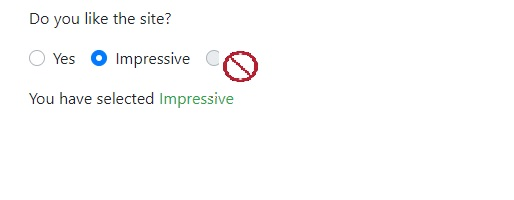 Do you like the site?
Yes Impressive
You have selected Impressive